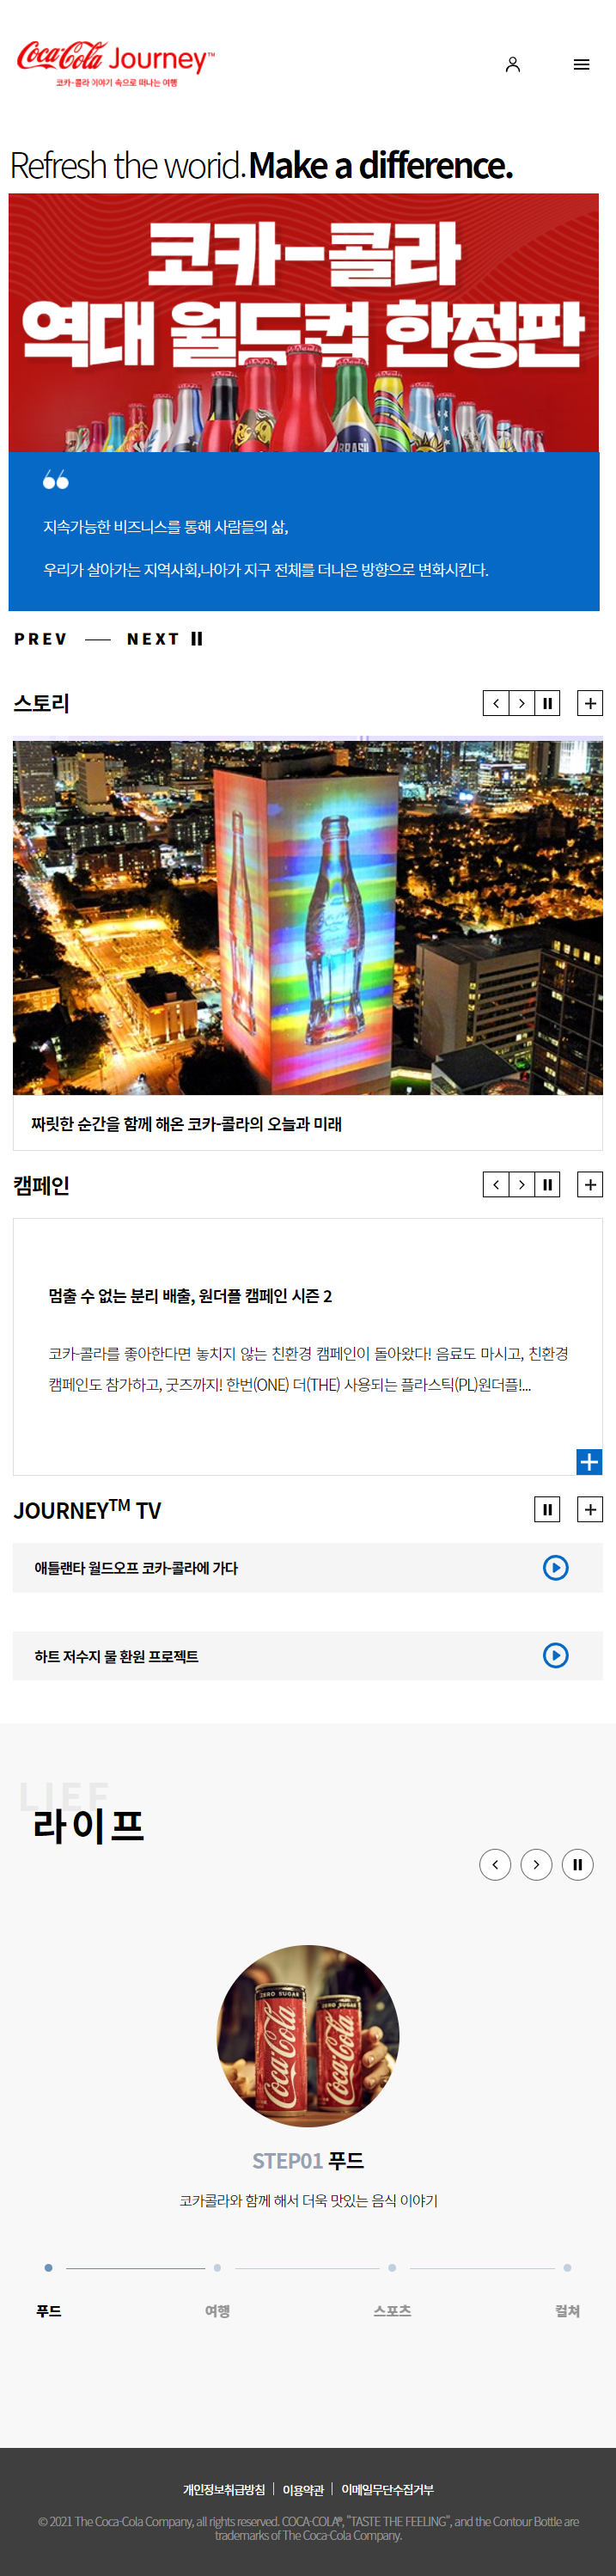 Coca-Cola Journey™
코카-콜라 이야기 속으로 떠나는 여행
Refresh the worid. Make a difference.
코카-콜라
역대 월드컵 한정판
BRASIL
지속가능한 비즈니스를 통해 사람들의 삶,
우리가 살아가는 지역사회,나아가 지구 전체를 더나은 방향으로 변화시킨다.
PREV — NEXT
스토리
짜릿한 순간을 함께 해온 코카-콜라의 오늘과 미래
캠페인
멈출 수 없는 분리 배출, 원더플 캠페인 시즌 2
코카-콜라를 좋아한다면 놓치지 않는 친환경 캠페인이 돌아왔다! 음료도 마시고, 친환경
캠페인도 참가하고, 굿즈까지! 한번(ONE) 더(THE) 사용되는 플라스틱(PL)원더플!...
JOURNEY™ TV
애틀랜타 월드오프 코카-콜라에 가다
하트 저수지 물 환원 프로젝트
LIEF
라이프
ZERO SUGAR
Coca-Cola
ZERO SUGAR
Coca-Cola
STEP01 푸드
코카콜라와 함께 해서 더욱 맛있는 음식 이야기
푸드 여행 스포츠 컬쳐
개인정보취급방침 이용약관 이메일무단수집거부
© 2021 The Coca-Cola Company, all rights reserved. COCA-COLA®, "TASTE THE FEELING", and the Contour Bottle are
trademarks of The Coca-Cola Company.